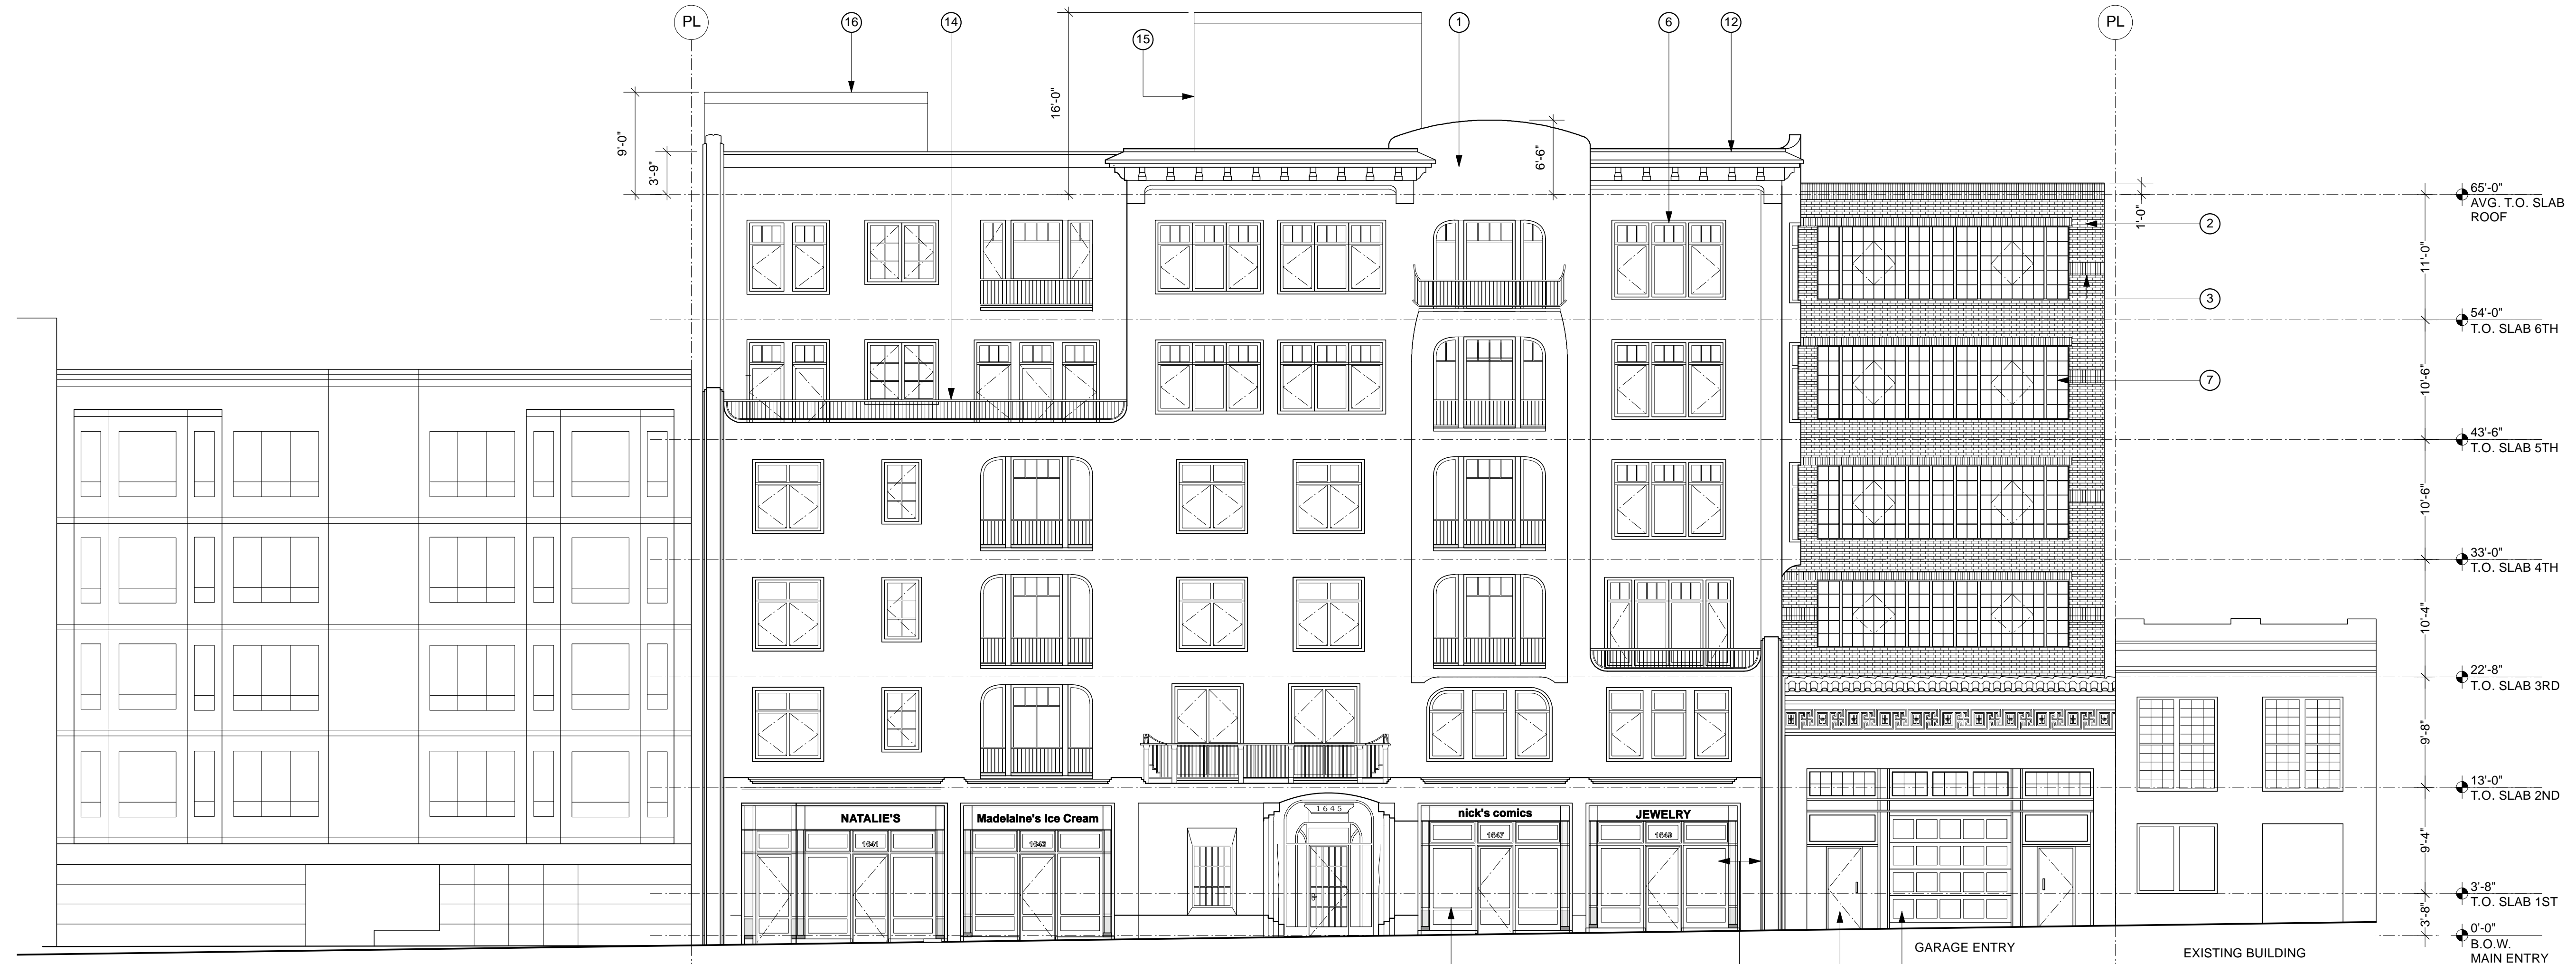 PL
16
14
15
1
6
12
PL
16'-0"
9'-0"
3'-9"
6'-6"
1'-0"
65'-0"
AVG. T.O. SLAB
ROOF
2
11'-0"
3
54'-0"
T.O. SLAB 6TH
7
10'-6"
43'-6"
T.O. SLAB 5TH
10'-6"
33'-0"
T.O. SLAB 4TH
10'-4"
22'-8"
T.O. SLAB 3RD
9'-8"
13'-0"
T.O. SLAB 2ND
1645
NATALIE'S
Madelaine's Ice Cream
nick's comics
JEWELRY
1641
1643
1647
1649
9'-4"
3'-8"
T.O. SLAB 1ST
3'-8"
0'-0"
B.O.W.
MAIN ENTRY
GARAGE ENTRY
EXISTING BUILDING